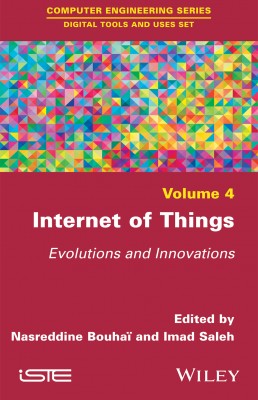 COMPUTER ENGINEERING SERIES
DIGITAL TOOLS AND USES SET
Volume 4
Internet of Things
Evolutions and Innovations
Edited by
Nasreddine Bouhaï and Imad Saleh
iSTE
WILEY